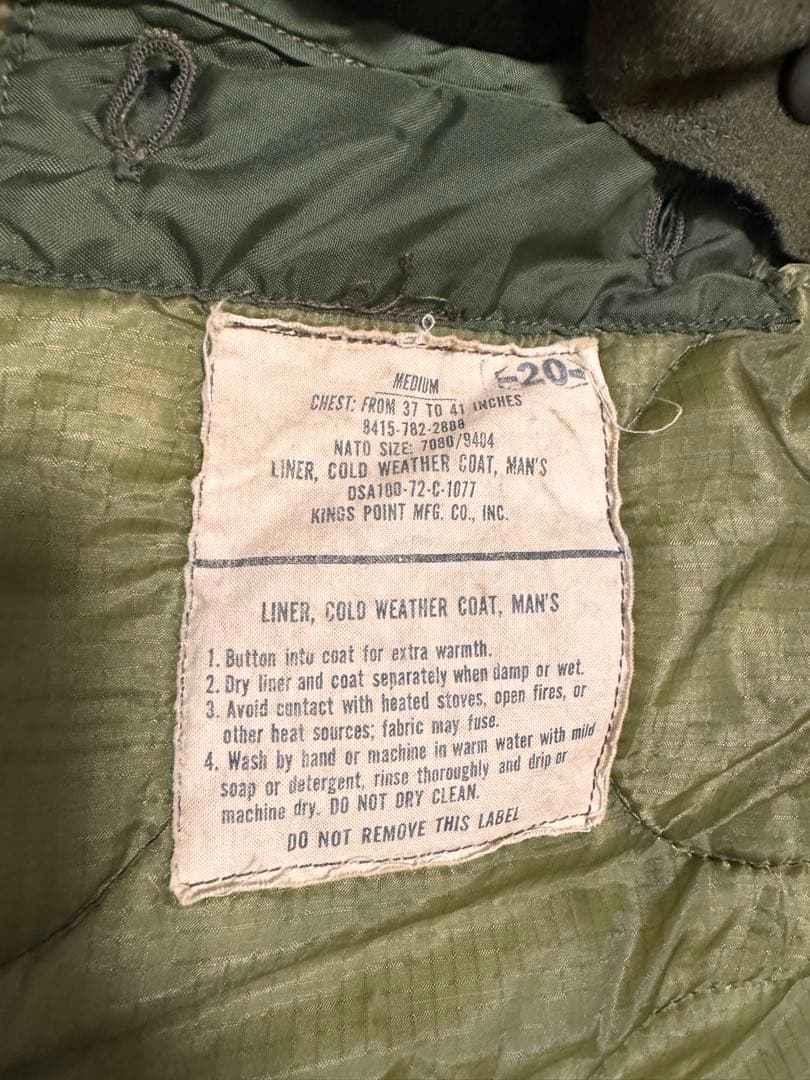 -20-
MEDIUM
CHEST: FROM 37 TO 41 INCHES
8415-782-2888
NATO SIZE: 7080/9404
LINER, COLD WEATHER COAT, MAN'S
DSA100-72-C-1077
KINGS POINT MFG. CO., INC.
LINER, COLD WEATHER COAT, MAN'S
1. Button into coat for extra warmth.
2. Dry liner and coat separately when damp or wet.
3. Avoid contact with heated stoves, open fires, or
other heat sources; fabric may fuse.
4. Wash by hand or machine in warm water with mild
soap or detergent, rinse thoroughly and drip or
machine dry. DO NOT DRY CLEAN.
DO NOT REMOVE THIS LABEL